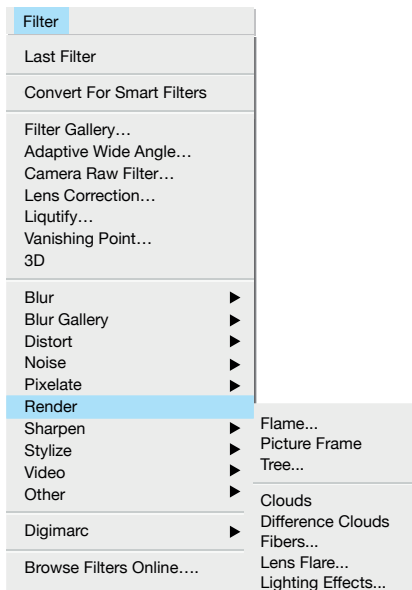 Filter
Last Filter
Convert For Smart Filters
Filter Gallery…
Adaptive Wide Angle…
Camera Raw Filter…
Lens Correction…
Liqutify…
Vanishing Point…
3D
Blur
Blur Gallery
Distort
Noise
Pixelate
Render
Sharpen
Stylize
Video
Other
Digimarc
Browse Filters Online….
Flame...
Picture Frame
Tree...
Clouds
Difference Clouds
Fibers...
Lens Flare...
Lighting Effects...